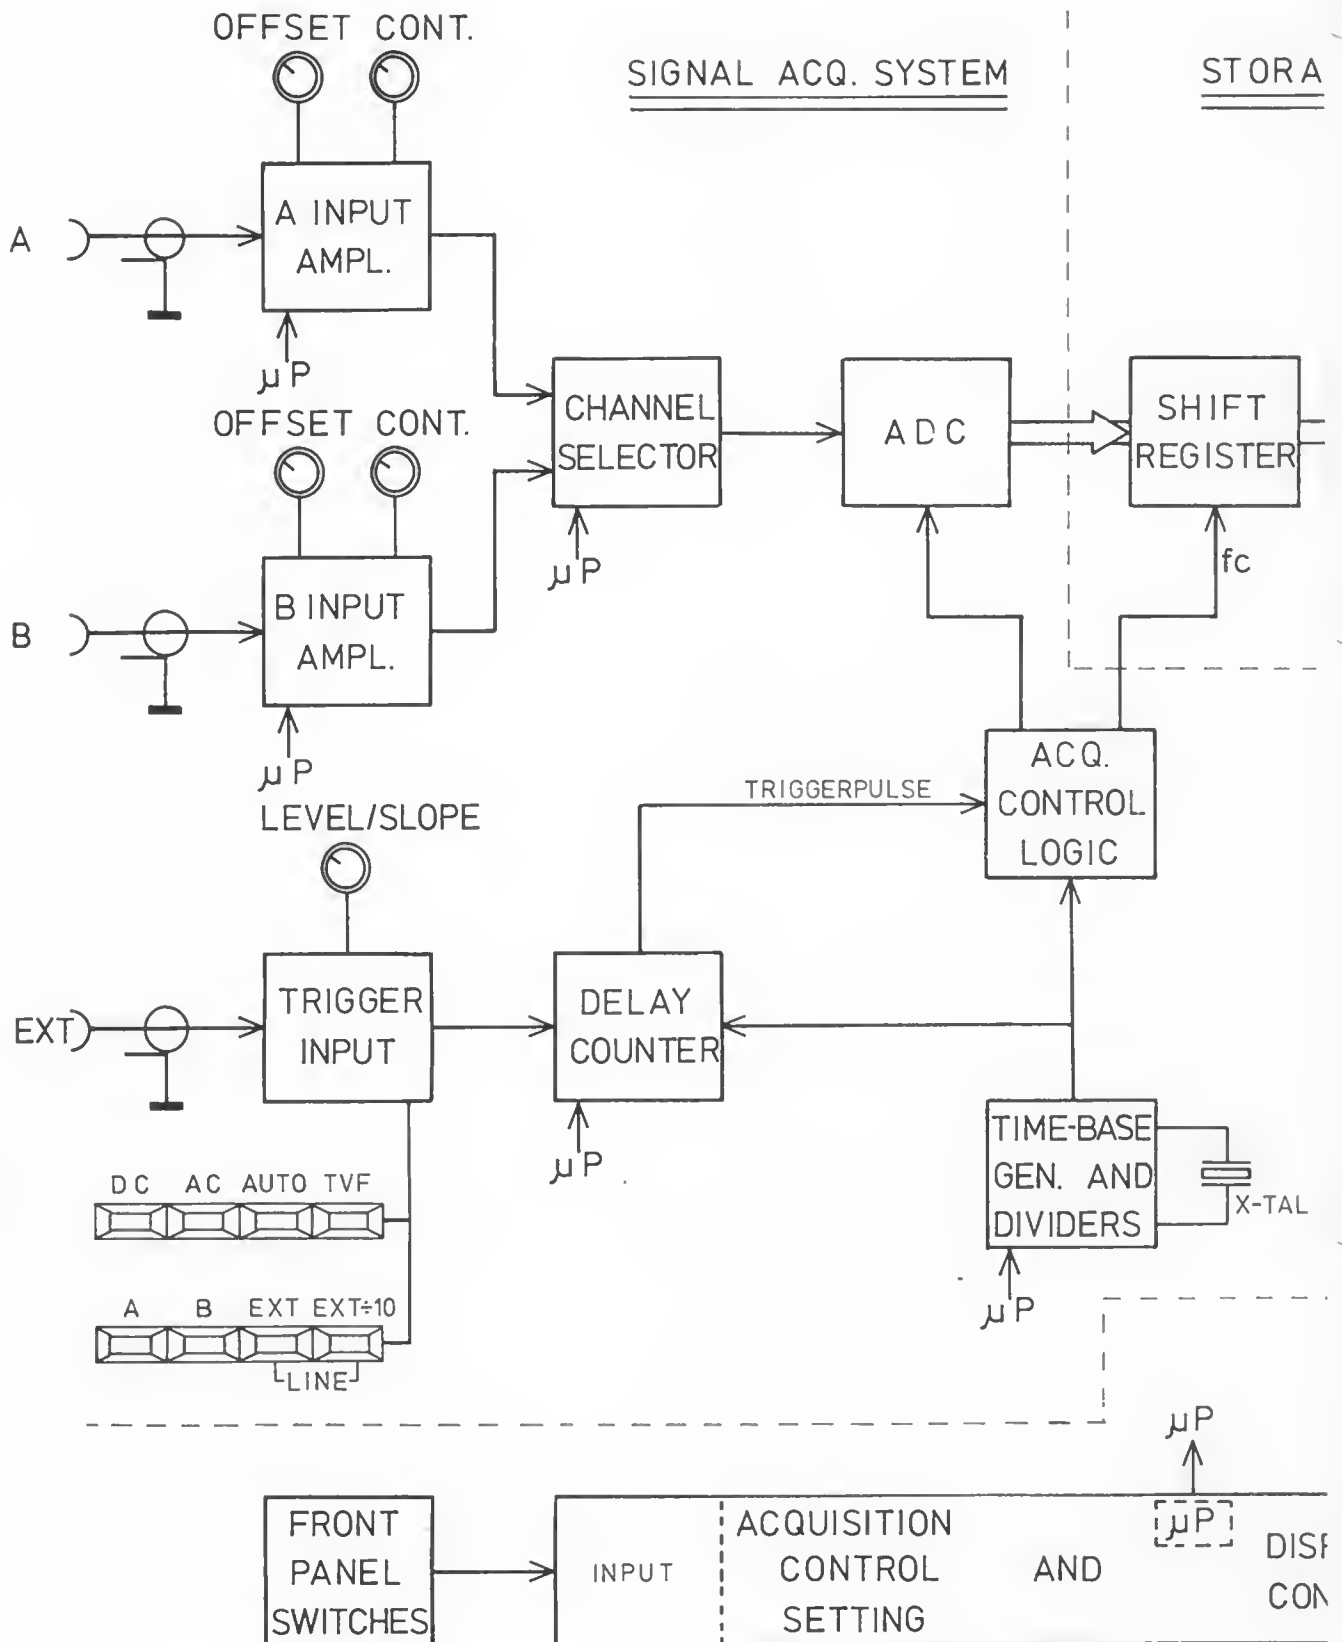 OFFSET CONT.
SIGNAL ACQ. SYSTEM
STORA
A
A INPUT
AMPL.
µP
OFFSET CONT.
CHANNEL
SELECTOR
µP
ADC
SHIFT
REGISTER
fc
B
B INPUT
AMPL.
µP
LEVEL/SLOPE
TRIGGERPULSE
ACQ.
CONTROL
LOGIC
EXT
TRIGGER
INPUT
DELAY
COUNTER
µP
TIME-BASE
GEN. AND
DIVIDERS
X-TAL
µP
DC AC AUTO TVF
A B EXT EXT÷10
LINE
µP
FRONT
PANEL
SWITCHES
INPUT
ACQUISITION
CONTROL AND
SETTING
µP
DISP
CON